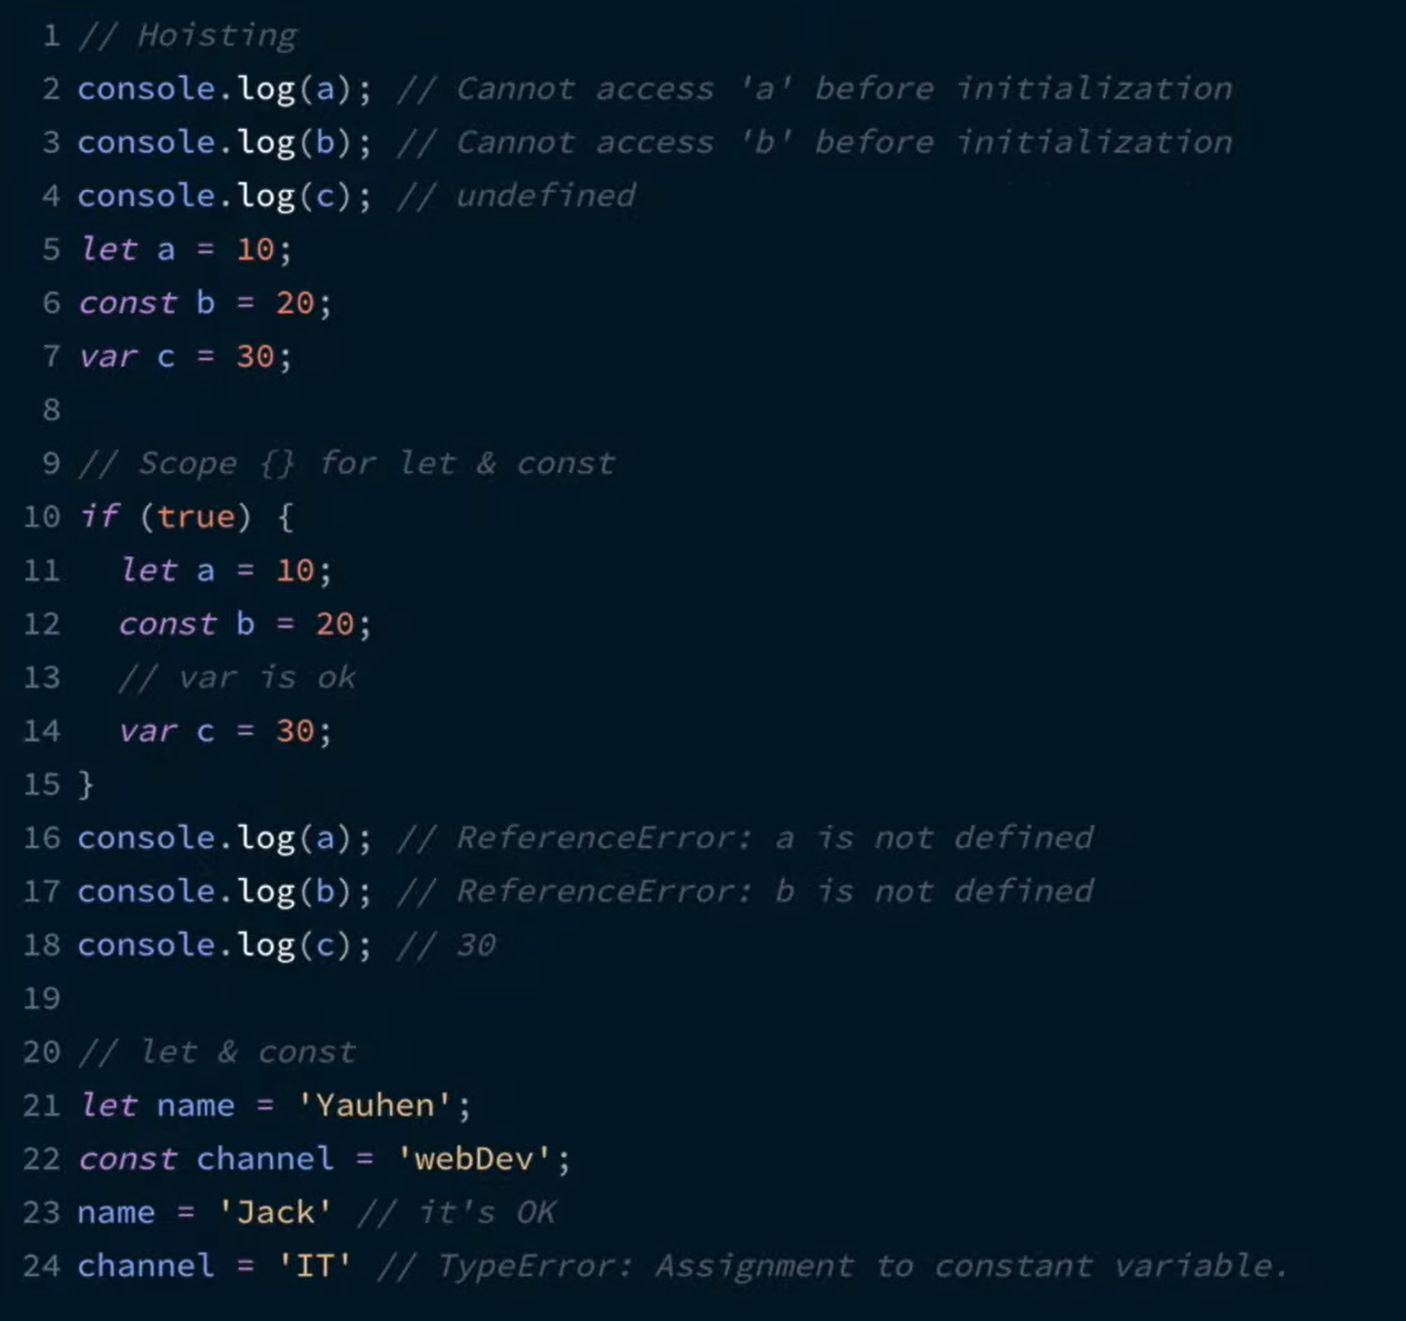 1 // Hoisting
2 console.log(a); // Cannot access 'a' before initialization
3 console.log(b); // Cannot access 'b' before initialization
4 console.log(c); // undefined
5 let a = 10;
6 const b = 20;
7 var c = 30;
8
9 // Scope {} for let & const
10 if (true) {
11   let a = 10;
12   const b = 20;
13   // var is ok
14   var c = 30;
15 }
16 console.log(a); // ReferenceError: a is not defined
17 console.log(b); // ReferenceError: b is not defined
18 console.log(c); // 30
19
20 // let & const
21 let name = 'Yauhen';
22 const channel = 'webDev';
23 name = 'Jack' // it's OK
24 channel = 'IT' // TypeError: Assignment to constant variable.